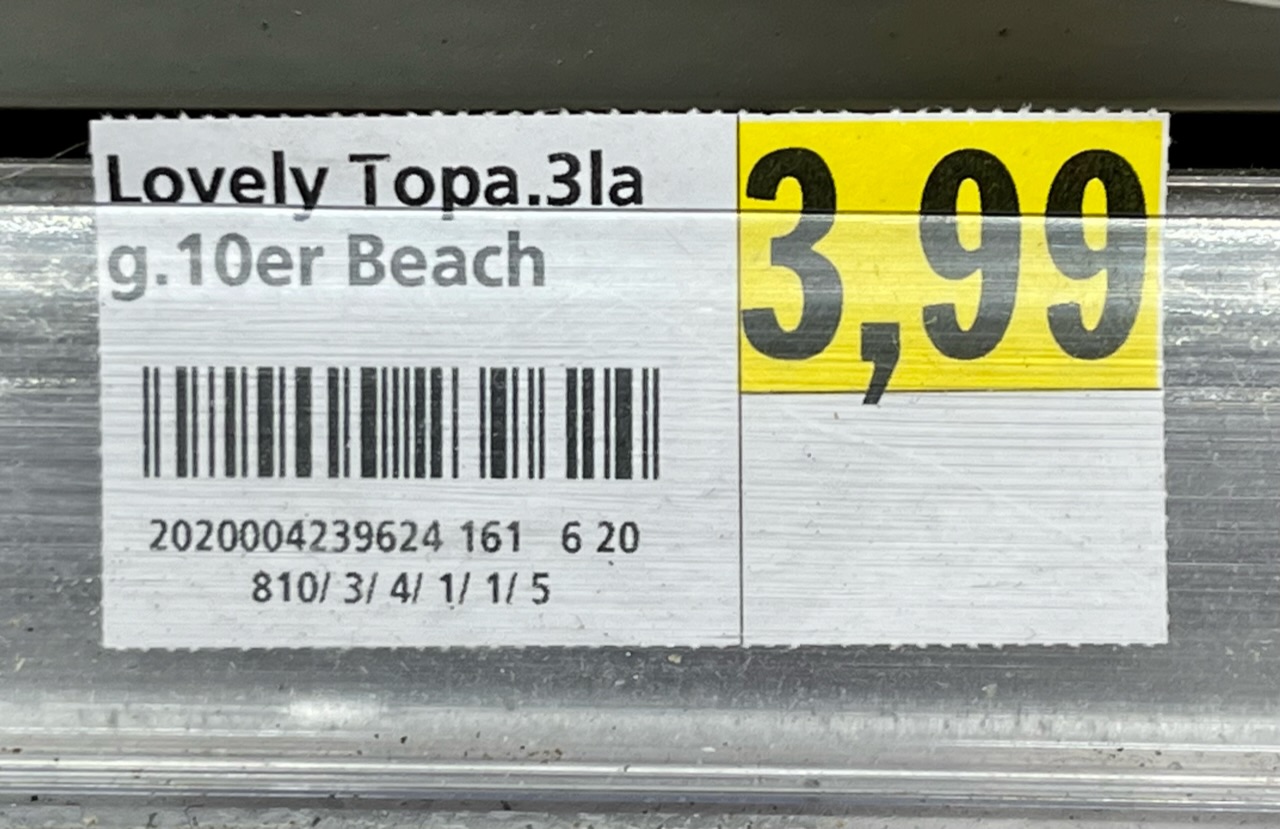 Lovely Topa.3la
g.10er Beach
3,99
2020004239624 161 6 20
810/ 3/ 4/ 1/ 1/ 5